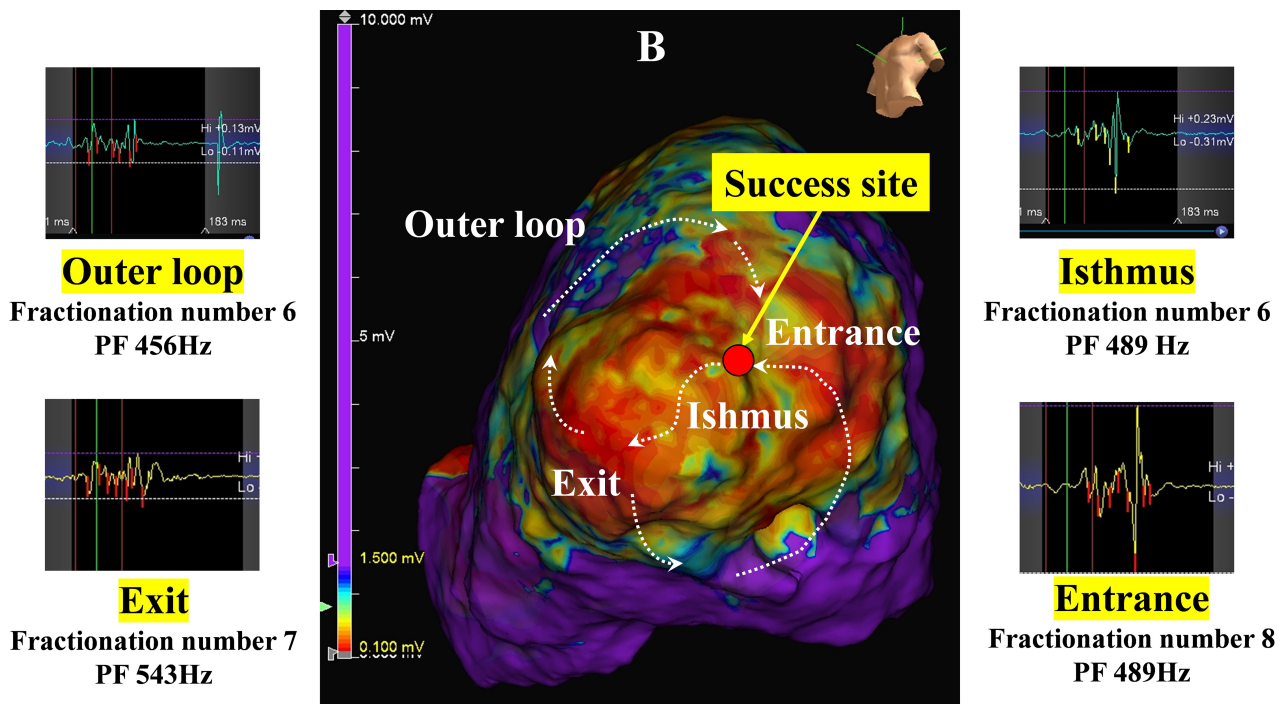 B
10.000 mV
5 mV
1.500 mV
0.100 mV
Success site
Outer loop
Entrance
Ishmus
Exit
Hi +0.13mV
Lo -0.11mV
1 ms
183 ms
Outer loop
Fractionation number 6
PF 456Hz
Hi +
Lo -
Exit
Fractionation number 7
PF 543Hz
Hi +0.23mV
Lo -0.31mV
1 ms
183 ms
Isthmus
Fractionation number 6
PF 489 Hz
Hi +
Lo -
Entrance
Fractionation number 8
PF 489Hz